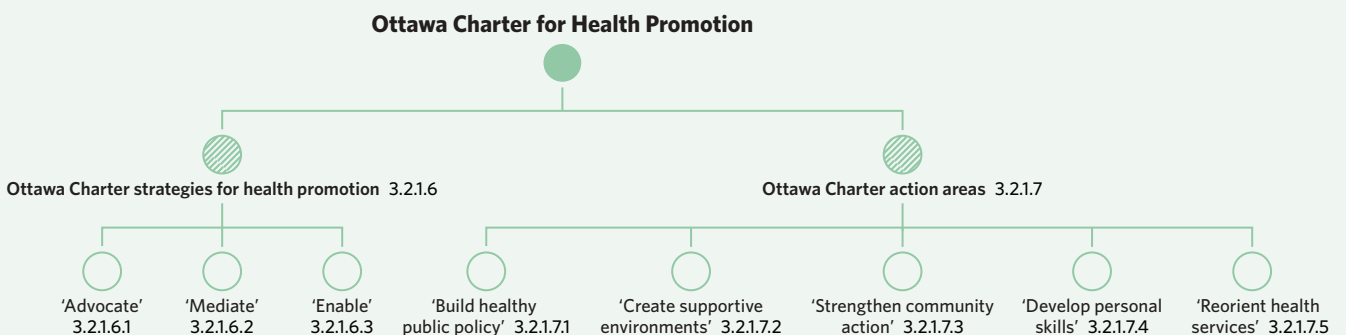 Ottawa Charter for Health Promotion
Ottawa Charter strategies for health promotion 3.2.1.6
Ottawa Charter action areas 3.2.1.7
‘Advocate’
3.2.1.6.1
‘Mediate’
3.2.1.6.2
‘Enable’
3.2.1.6.3
‘Build healthy
public policy’ 3.2.1.7.1
‘Create supportive
environments’ 3.2.1.7.2
‘Strengthen community
action’ 3.2.1.7.3
‘Develop personal
skills’ 3.2.1.7.4
‘Reorient health
services’ 3.2.1.7.5